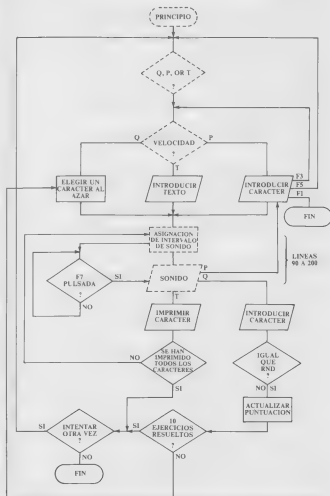 PRINCIPIO
Q, P, OR T
?
Q
VELOCIDAD
?
P
T
ELEGIR UN
CARACTER AL
AZAR
INTRODUCIR
TEXTO
INTRODUCIR
CARACTER
F3
F5
F1
FIN
ASIGNACION
DE INTERVALO
DE SONIDO
LINEAS
90 A 200
F7
PULSADA
?
SI
NO
SONIDO
P
Q
T
IMPRIMIR
CARACTER
INTRODUCIR
CARACTER
NO
SE HAN
IMPRIMIDO
TODOS LOS
CARACTERES
?
SI
IGUAL
QUE
RND
?
NO
SI
ACTUALIZAR
PUNTUACION
SI
INTENTAR
OTRA VEZ
?
NO
FIN
SI
10
EJERCICIOS
RESUELTOS
?
NO